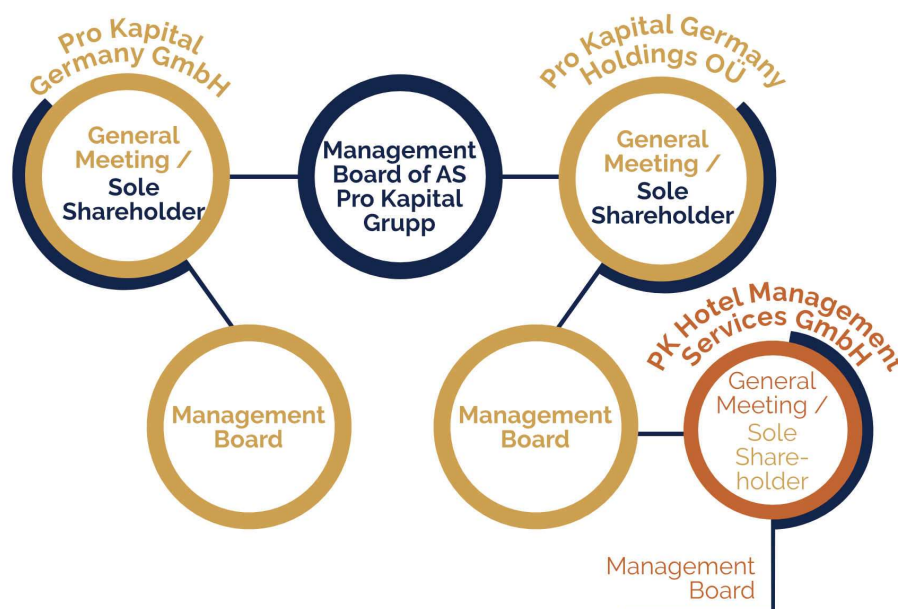 Pro Kapital
Germany GmbH
General
Meeting /
Sole
Shareholder
Management
Board of AS
Pro Kapital
Grupp
Pro Kapital Germany
Holdings OÜ
General
Meeting /
Sole
Shareholder
Management
Board
Management
Board
PK Hotel Management
Services GmbH
General
Meeting /
Sole
Share-
holder
Management
Board